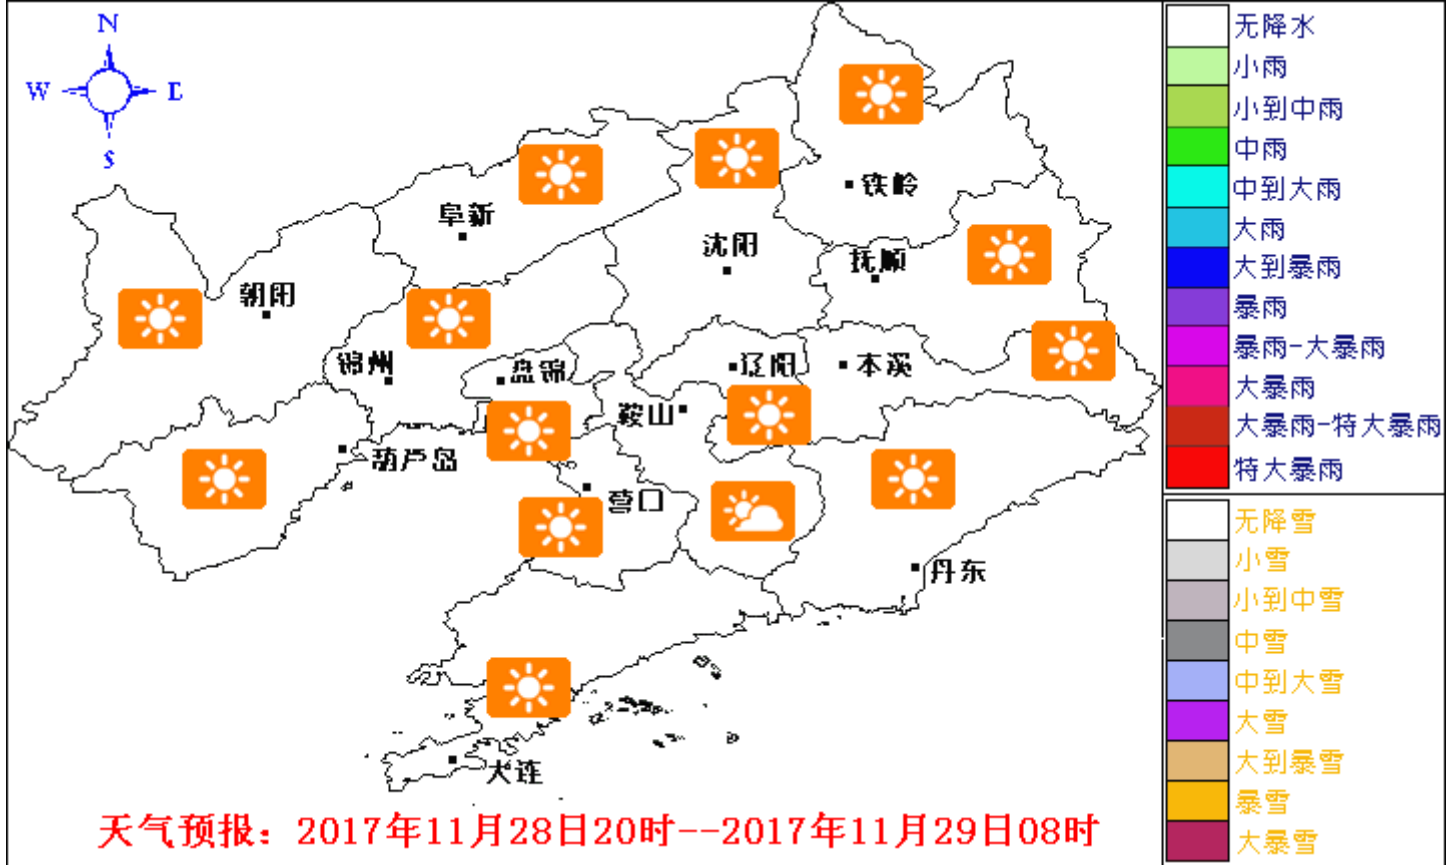 N
W E
S
铁岭
阜新
沈阳
抚顺
朝阳
锦州
盘锦
辽阳
本溪
鞍山
葫芦岛
营口
丹东
大连
天气预报：2017年11月28日20时--2017年11月29日08时
无降水
小雨
小到中雨
中雨
中到大雨
大雨
大到暴雨
暴雨
暴雨-大暴雨
大暴雨
大暴雨-特大暴雨
特大暴雨
无降雪
小雪
小到中雪
中雪
中到大雪
大雪
大到暴雪
暴雪
大暴雪